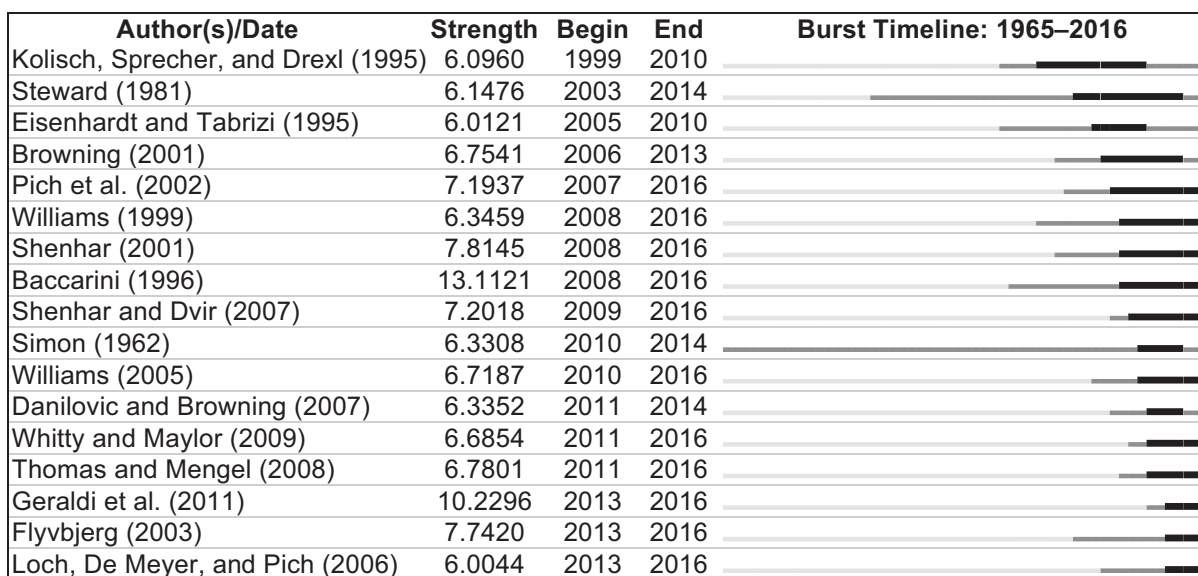 Author(s)/Date Strength Begin End Burst Timeline: 1965–2016
Kolisch, Sprecher, and Drexl (1995) 6.0960 1999 2010
Steward (1981) 6.1476 2003 2014
Eisenhardt and Tabrizi (1995) 6.0121 2005 2010
Browning (2001) 6.7541 2006 2013
Pich et al. (2002) 7.1937 2007 2016
Williams (1999) 6.3459 2008 2016
Shenhar (2001) 7.8145 2008 2016
Baccarini (1996) 13.1121 2008 2016
Shenhar and Dvir (2007) 7.2018 2009 2016
Simon (1962) 6.3308 2010 2014
Williams (2005) 6.7187 2010 2016
Danilovic and Browning (2007) 6.3352 2011 2014
Whitty and Maylor (2009) 6.6854 2011 2016
Thomas and Mengel (2008) 6.7801 2011 2016
Geraldi et al. (2011) 10.2296 2013 2016
Flyvbjerg (2003) 7.7420 2013 2016
Loch, De Meyer, and Pich (2006) 6.0044 2013 2016